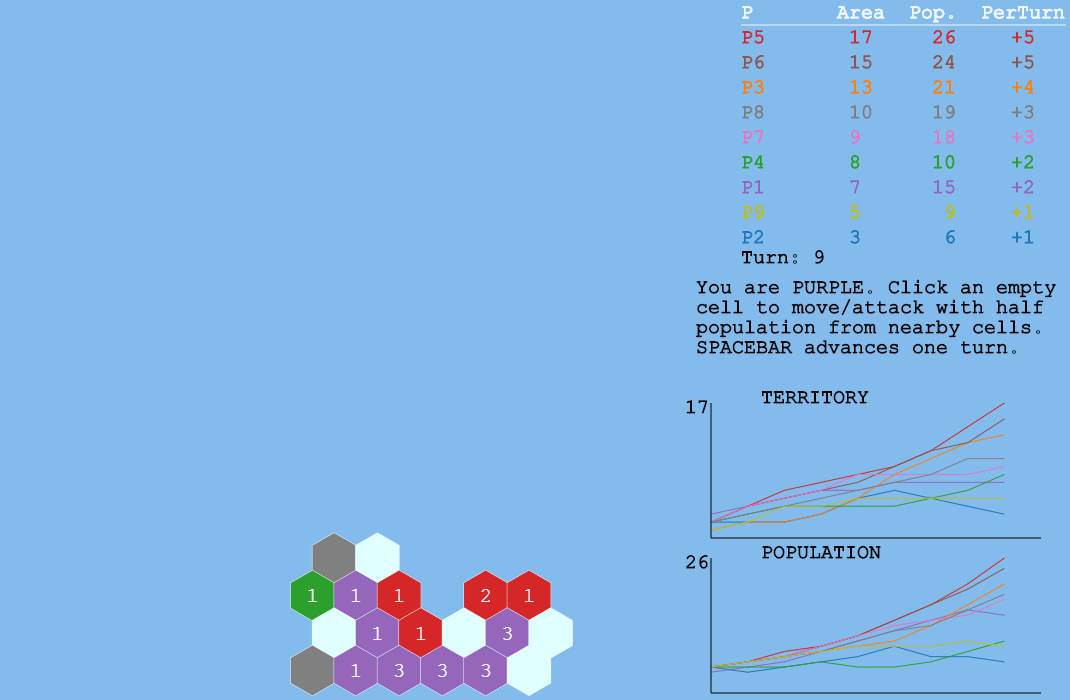 P Area Pop. PerTurn
P5 17 26 +5
P6 15 24 +5
P3 13 21 +4
P8 10 19 +3
P7 9 18 +3
P4 8 10 +2
P1 7 15 +2
P9 5 9 +1
P2 3 6 +1
Turn: 9
You are PURPLE. Click an empty
cell to move/attack with half
population from nearby cells.
SPACEBAR advances one turn.
TERRITORY
17
POPULATION
26
1 1 1 2 1
1 1 3
1 3 3 3